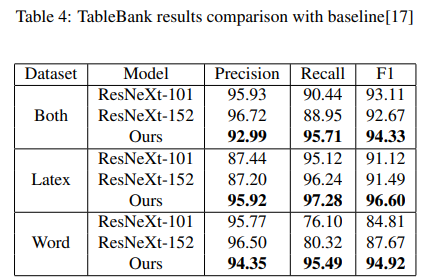 Table 4: TableBank results comparison with baseline[17]
Dataset Model Precision Recall F1
ResNeXt-101 95.93 90.44 93.11
Both ResNeXt-152 96.72 88.95 92.67
Ours 92.99 95.71 94.33
ResNeXt-101 87.44 95.12 91.12
Latex ResNeXt-152 87.20 96.24 91.49
Ours 95.92 97.28 96.60
ResNeXt-101 95.77 76.10 84.81
Word ResNeXt-152 96.50 80.32 87.67
Ours 94.35 95.49 94.92